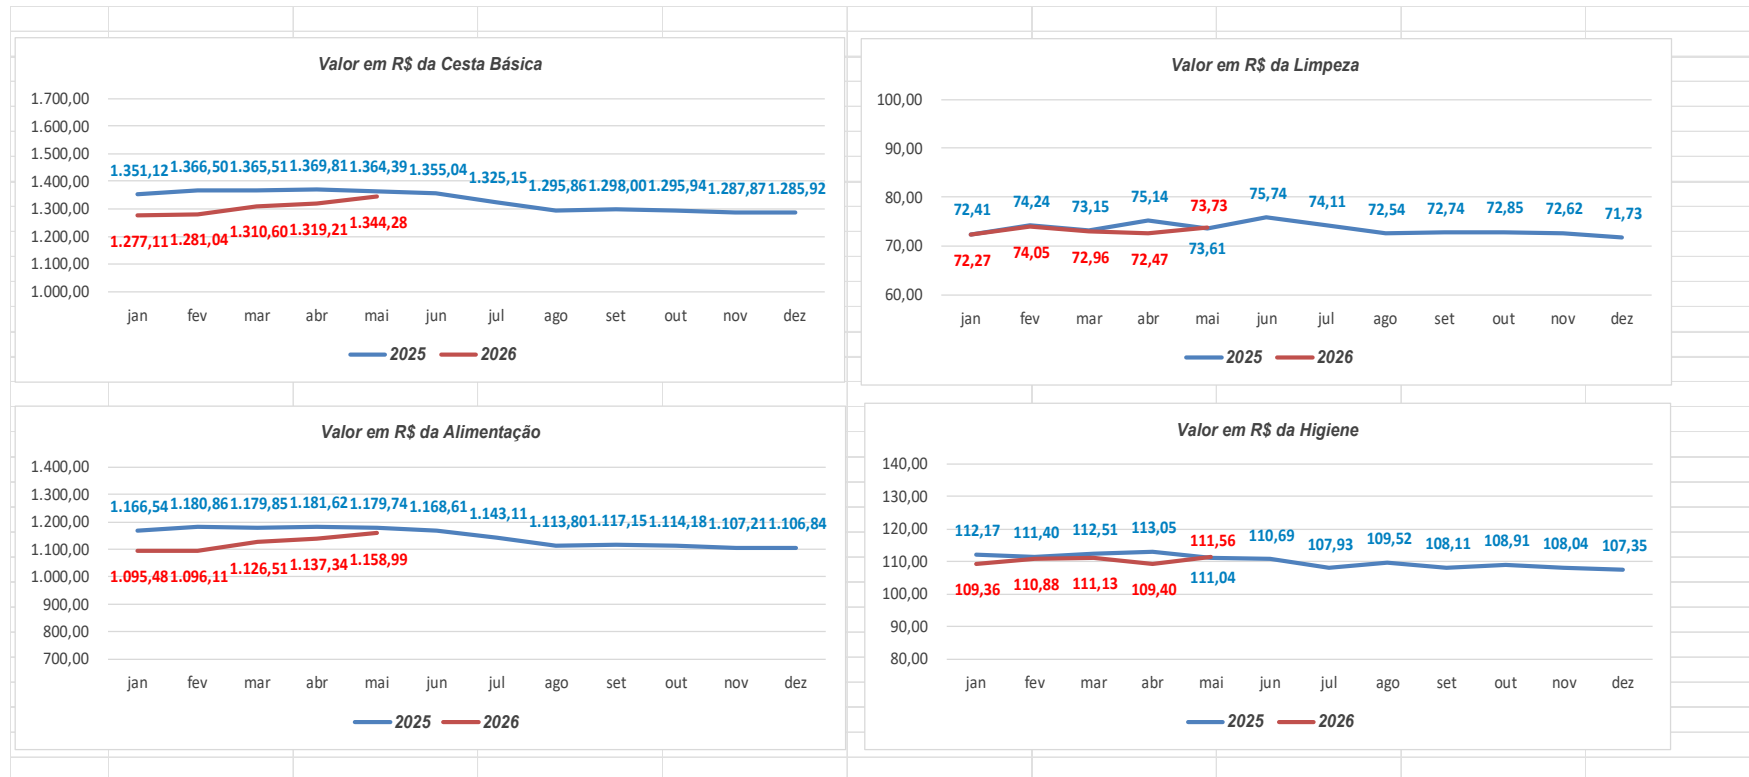 Valor em R$ da Cesta Básica
1.700,00
1.600,00
1.500,00
1.400,00
1.300,00
1.200,00
1.100,00
1.000,00
1.351,12 1.366,50 1.365,51 1.369,81 1.364,39 1.355,04 1.325,15 1.295,86 1.298,00 1.295,94 1.287,87 1.285,92
1.277,11 1.281,04 1.310,60 1.319,21 1.344,28
jan fev mar abr mai jun jul ago set out nov dez
2025 2026
Valor em R$ da Limpeza
100,00
90,00
80,00
70,00
60,00
72,41 74,24 73,15 75,14 73,61 75,74 74,11 72,54 72,74 72,85 72,62 71,73
72,27 74,05 72,96 72,47 73,73
jan fev mar abr mai jun jul ago set out nov dez
2025 2026
Valor em R$ da Alimentação
1.400,00
1.300,00
1.200,00
1.100,00
1.000,00
900,00
800,00
700,00
1.166,54 1.180,86 1.179,85 1.181,62 1.179,74 1.168,61 1.143,11 1.113,80 1.117,15 1.114,18 1.107,21 1.106,84
1.095,48 1.096,11 1.126,51 1.137,34 1.158,99
jan fev mar abr mai jun jul ago set out nov dez
2025 2026
Valor em R$ da Higiene
140,00
130,00
120,00
110,00
100,00
90,00
80,00
112,17 111,40 112,51 113,05 111,04 110,69 107,93 109,52 108,11 108,91 108,04 107,35
109,36 110,88 111,13 109,40 111,56
jan fev mar abr mai jun jul ago set out nov dez
2025 2026